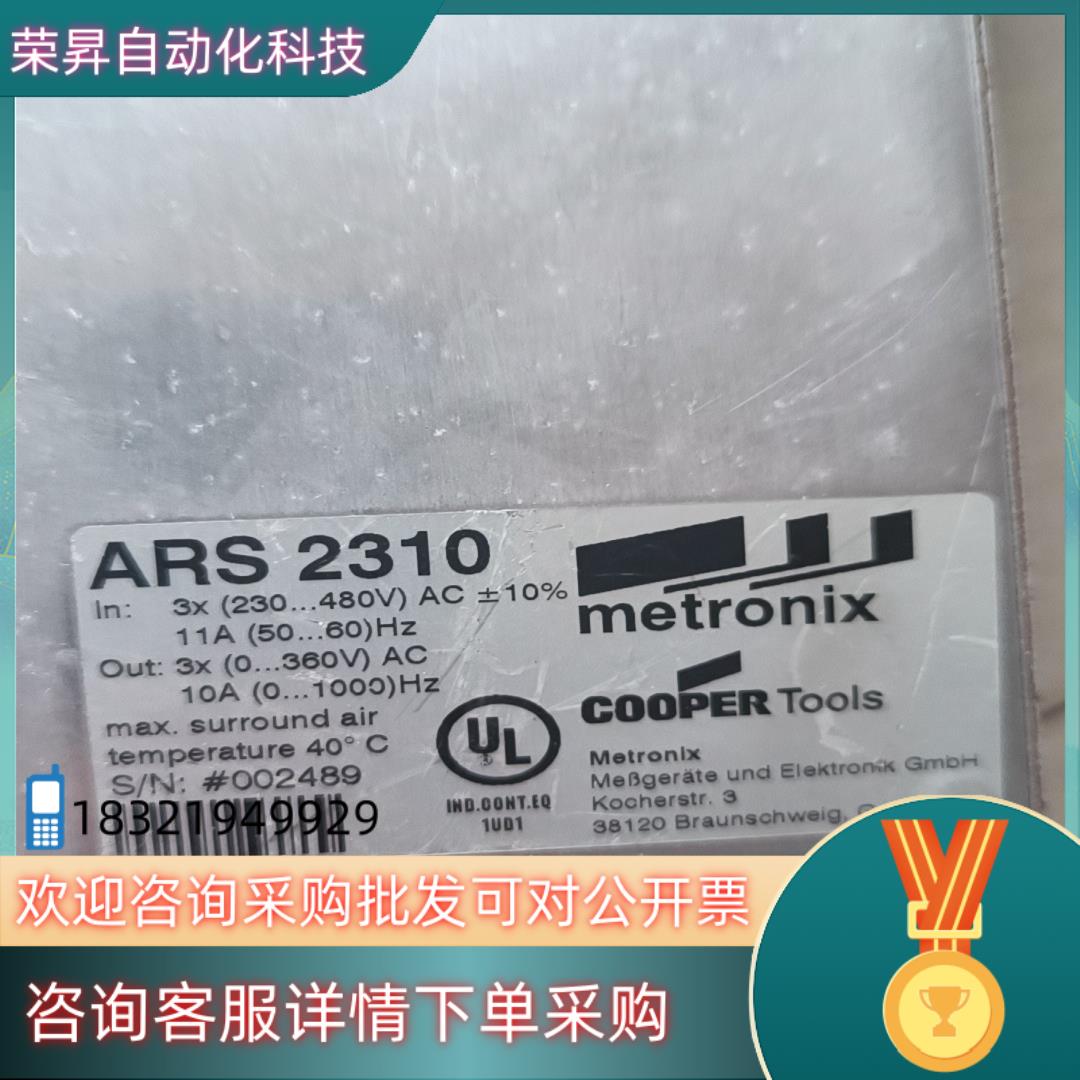 荣昇自动化科技
ARS 2310
In: 3x (230...480V) AC ±10%
11A (50...60)Hz
Out: 3x (0...360V) AC
10A (0...1000)Hz
max. surround air
temperature 40° C
S/N: #002489
metronix
COOPER Tools
UL
®
IND.CONT.EQ
1UD1
Metronix
Meßgeräte und Elektronik GmbH
Kocherstr. 3
38120 Braunschweig,
18321949929
欢迎咨询采购批发可对公开票
咨询客服详情下单采购